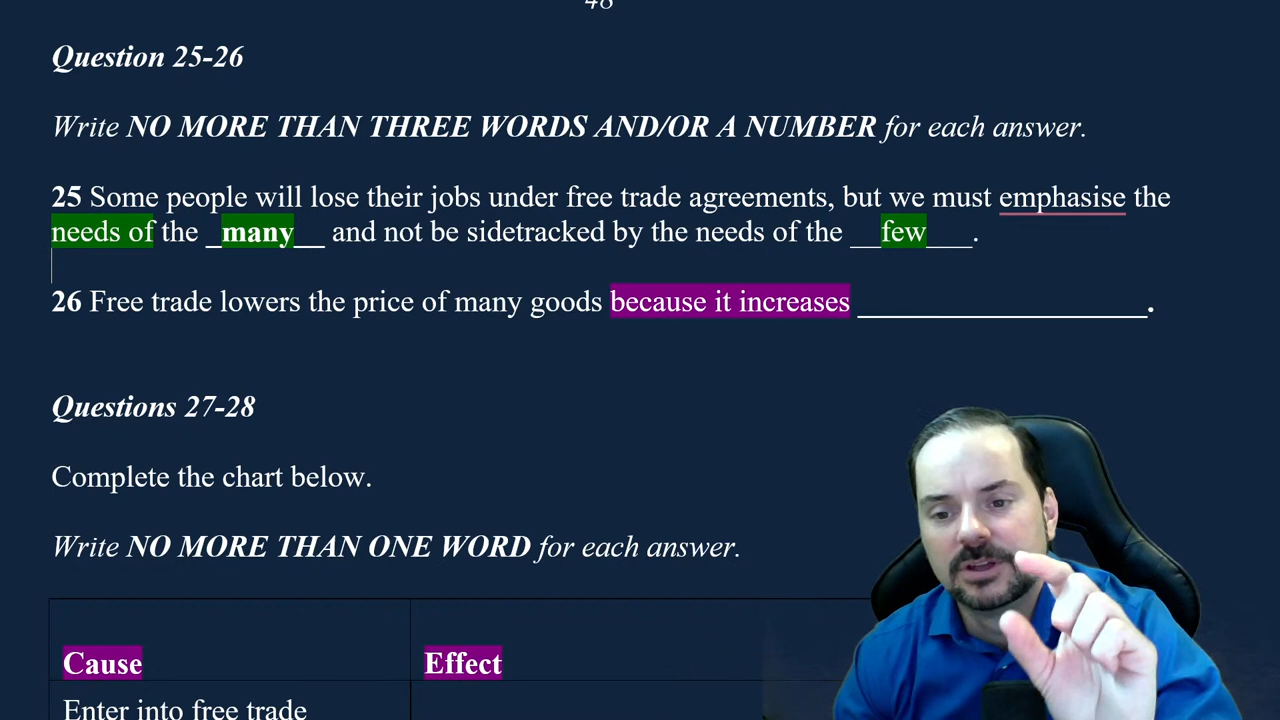 48
Question 25-26
Write NO MORE THAN THREE WORDS AND/OR A NUMBER for each answer.
25 Some people will lose their jobs under free trade agreements, but we must emphasise the
needs of the _many__ and not be sidetracked by the needs of the __few___.
26 Free trade lowers the price of many goods because it increases ___________________.
Questions 27-28
Complete the chart below.
Write NO MORE THAN ONE WORD for each answer.
Cause Effect
Enter into free trade